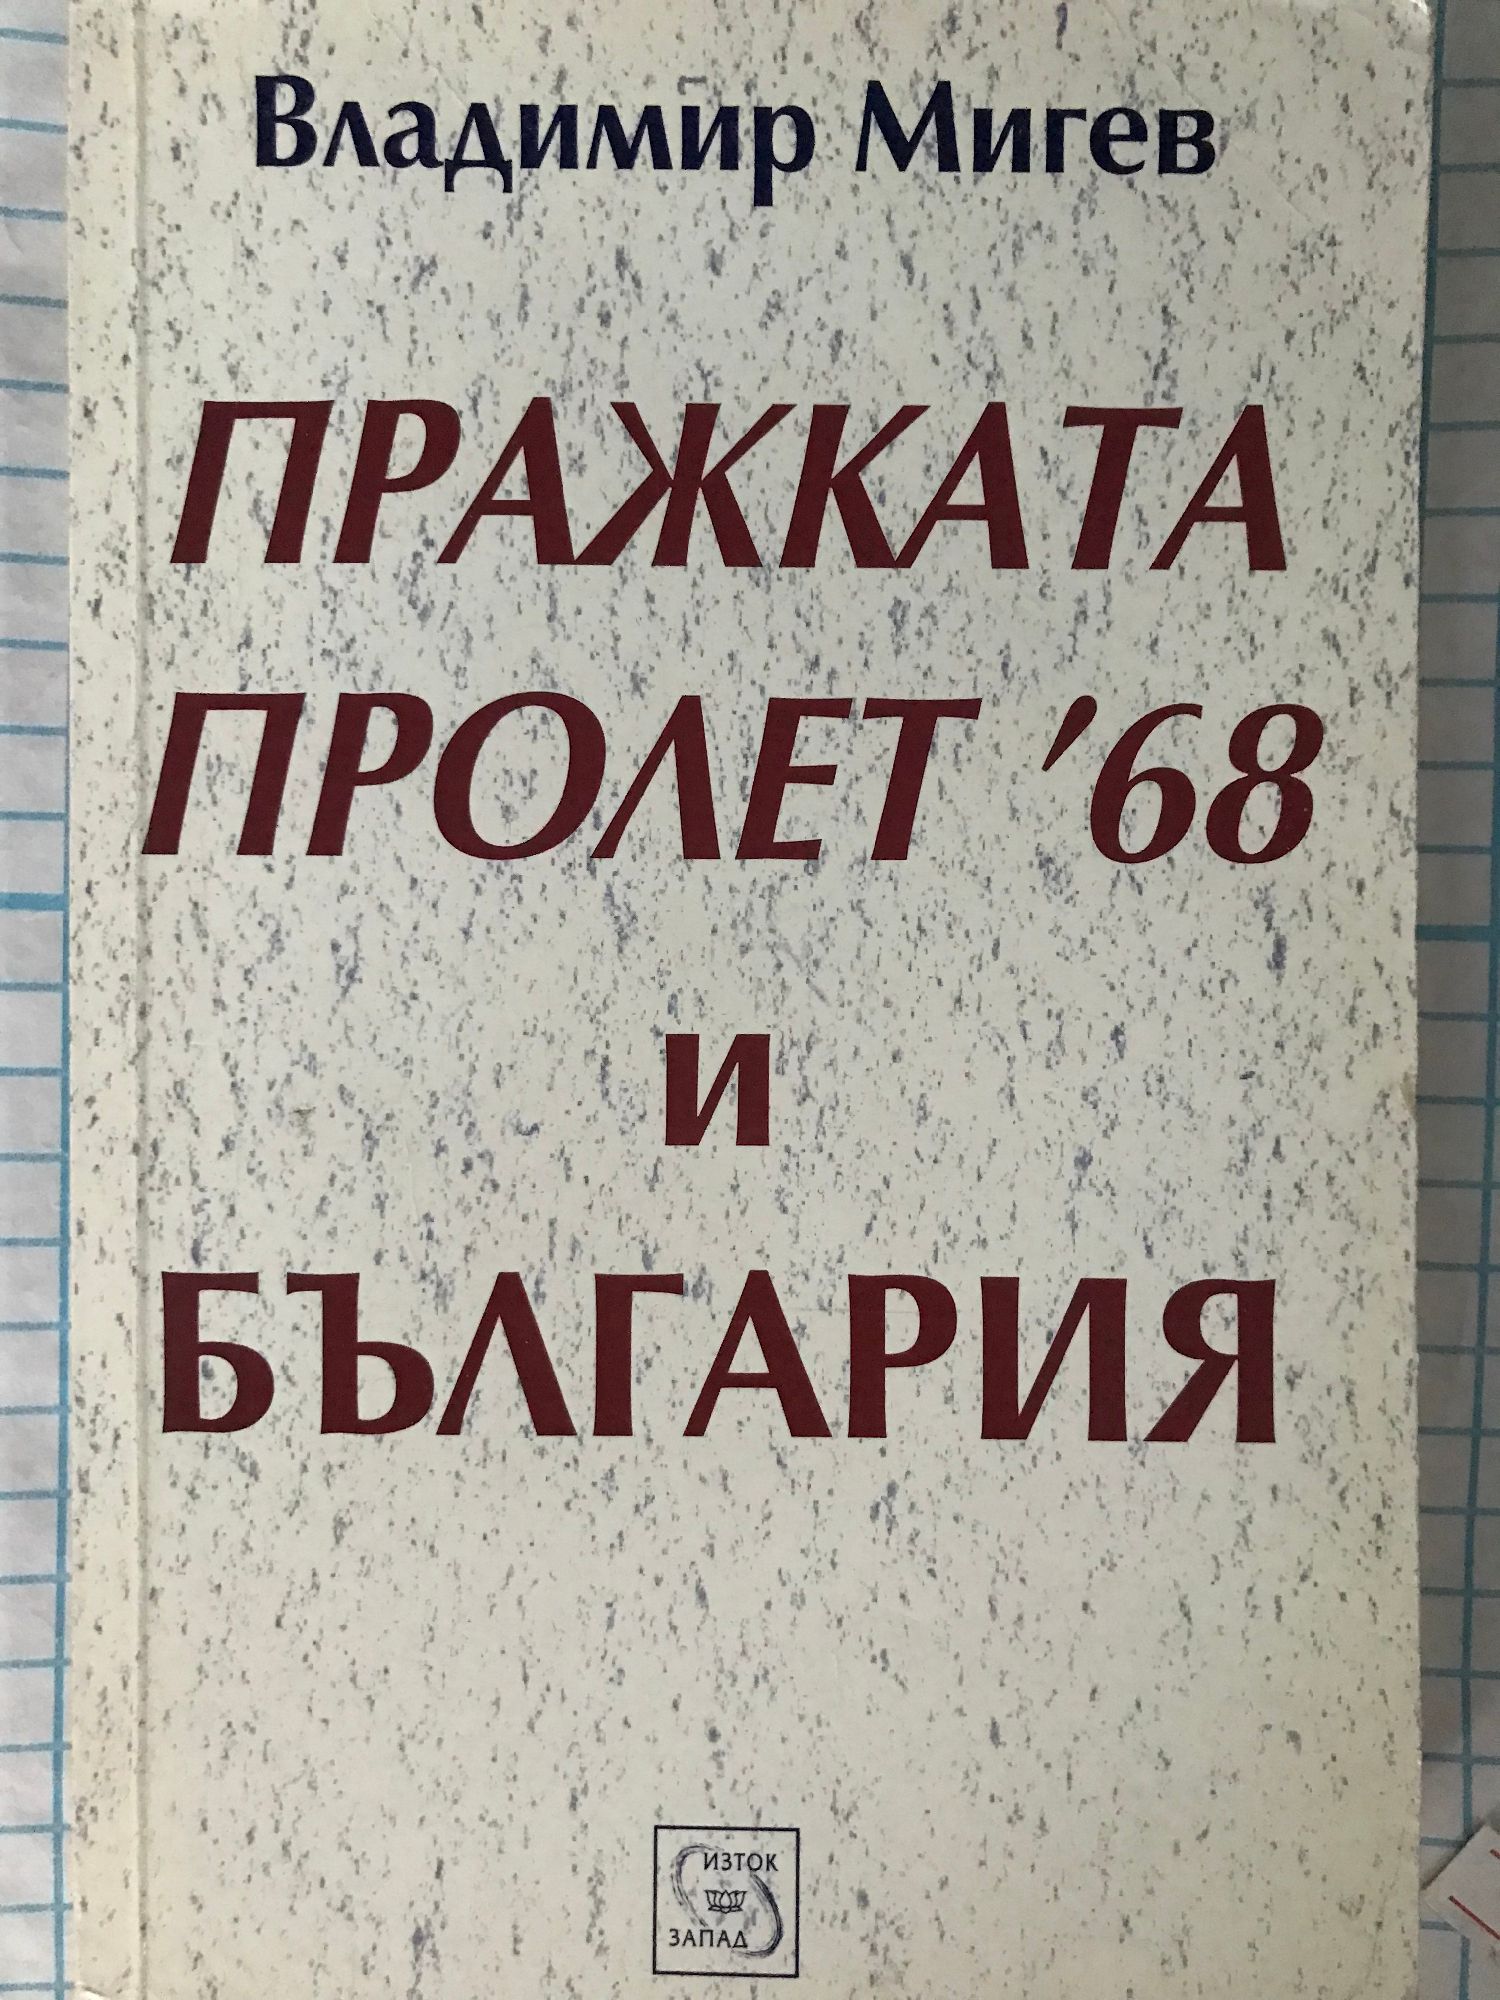 Владимир Мигев
ПРАЖКАТА
ПРОЛЕТ '68
И
БЪЛГАРИЯ
ИЗТОК
ЗАПАД